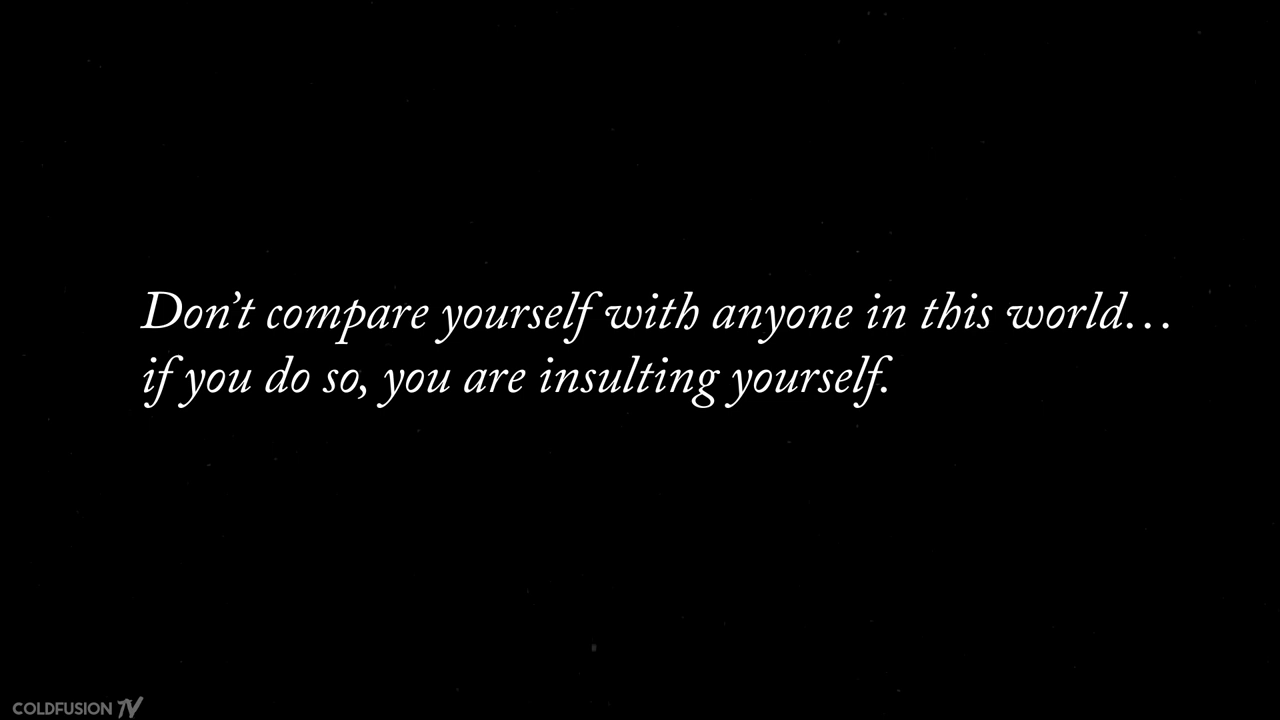 Don’t compare yourself with anyone in this world…
if you do so, you are insulting yourself.
COLDFUSION TV